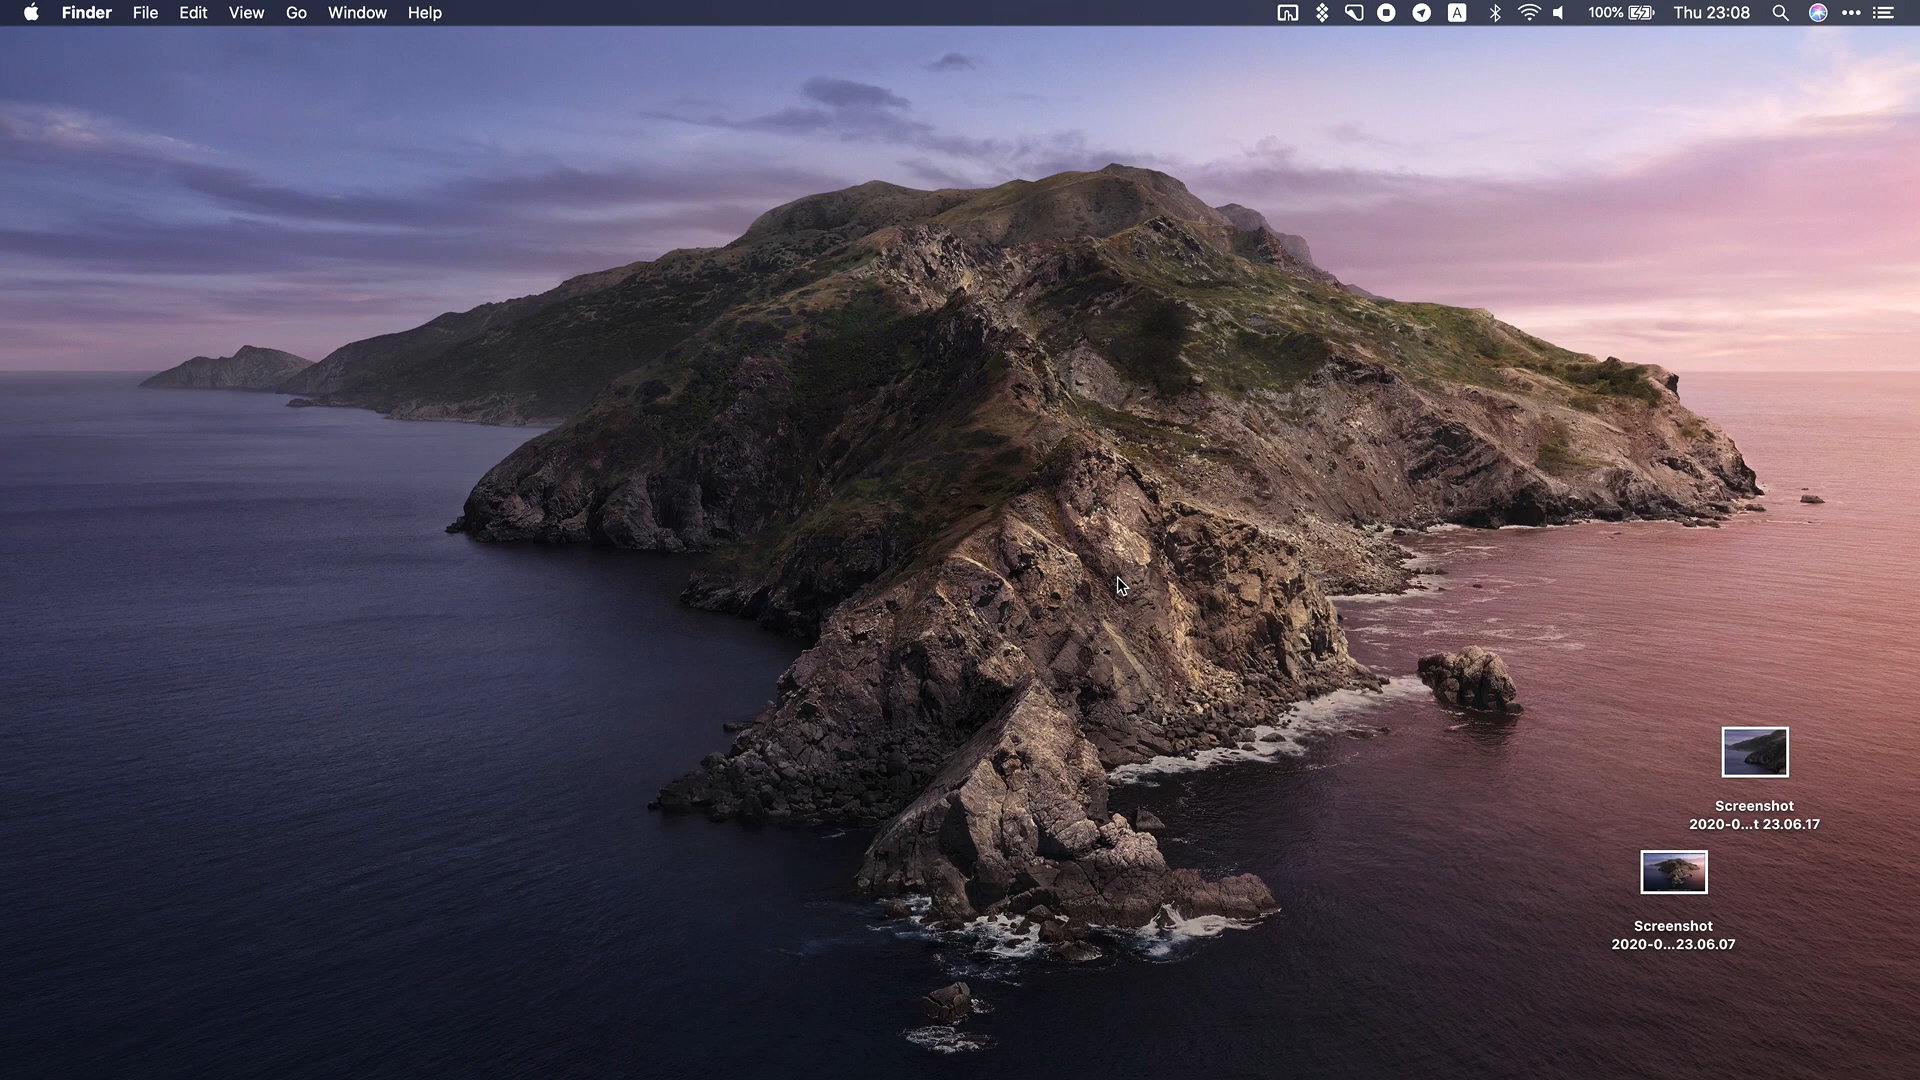 Finder File Edit View Go Window Help A 100% Thu 23:08
Screenshot
2020-0...t 23.06.17
Screenshot
2020-0...23.06.07